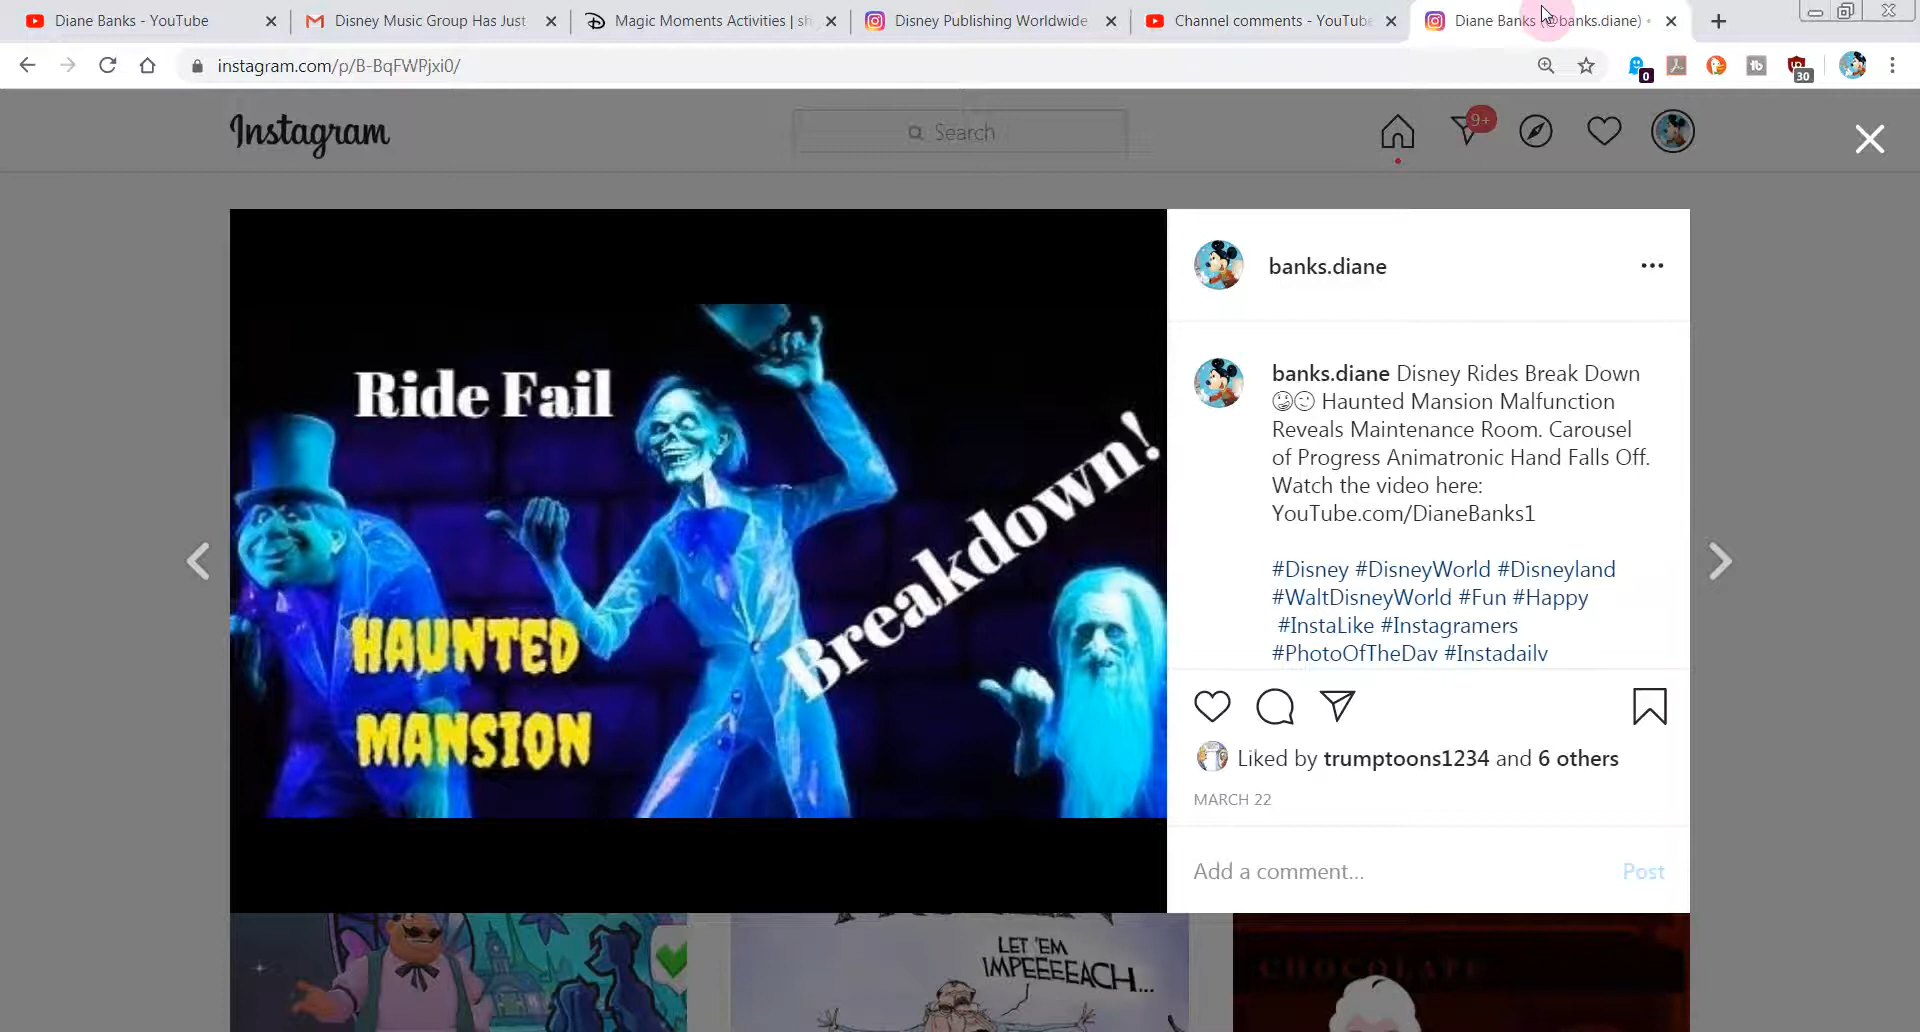 Diane Banks - YouTube
Disney Music Group Has Just
Magic Moments Activities | sh
Disney Publishing Worldwide
Channel comments - YouTube
Diane Banks (@banks.diane) •
instagram.com/p/B-BqFWPjxi0/
0
30
Instagram
Search
9+
Ride Fail
Breakdown!
HAUNTED
MANSION
banks.diane
banks.diane Disney Rides Break Down
Haunted Mansion Malfunction
Reveals Maintenance Room. Carousel
of Progress Animatronic Hand Falls Off.
Watch the video here:
YouTube.com/DianeBanks1
#Disney #DisneyWorld #Disneyland
#WaltDisneyWorld #Fun #Happy
#InstaLike #Instagramers
#PhotoOfTheDay #Instadaily
Liked by trumptoons1234 and 6 others
MARCH 22
Add a comment...
Post
LET 'EM
IMPEEEEACH...
CHOCOLATE